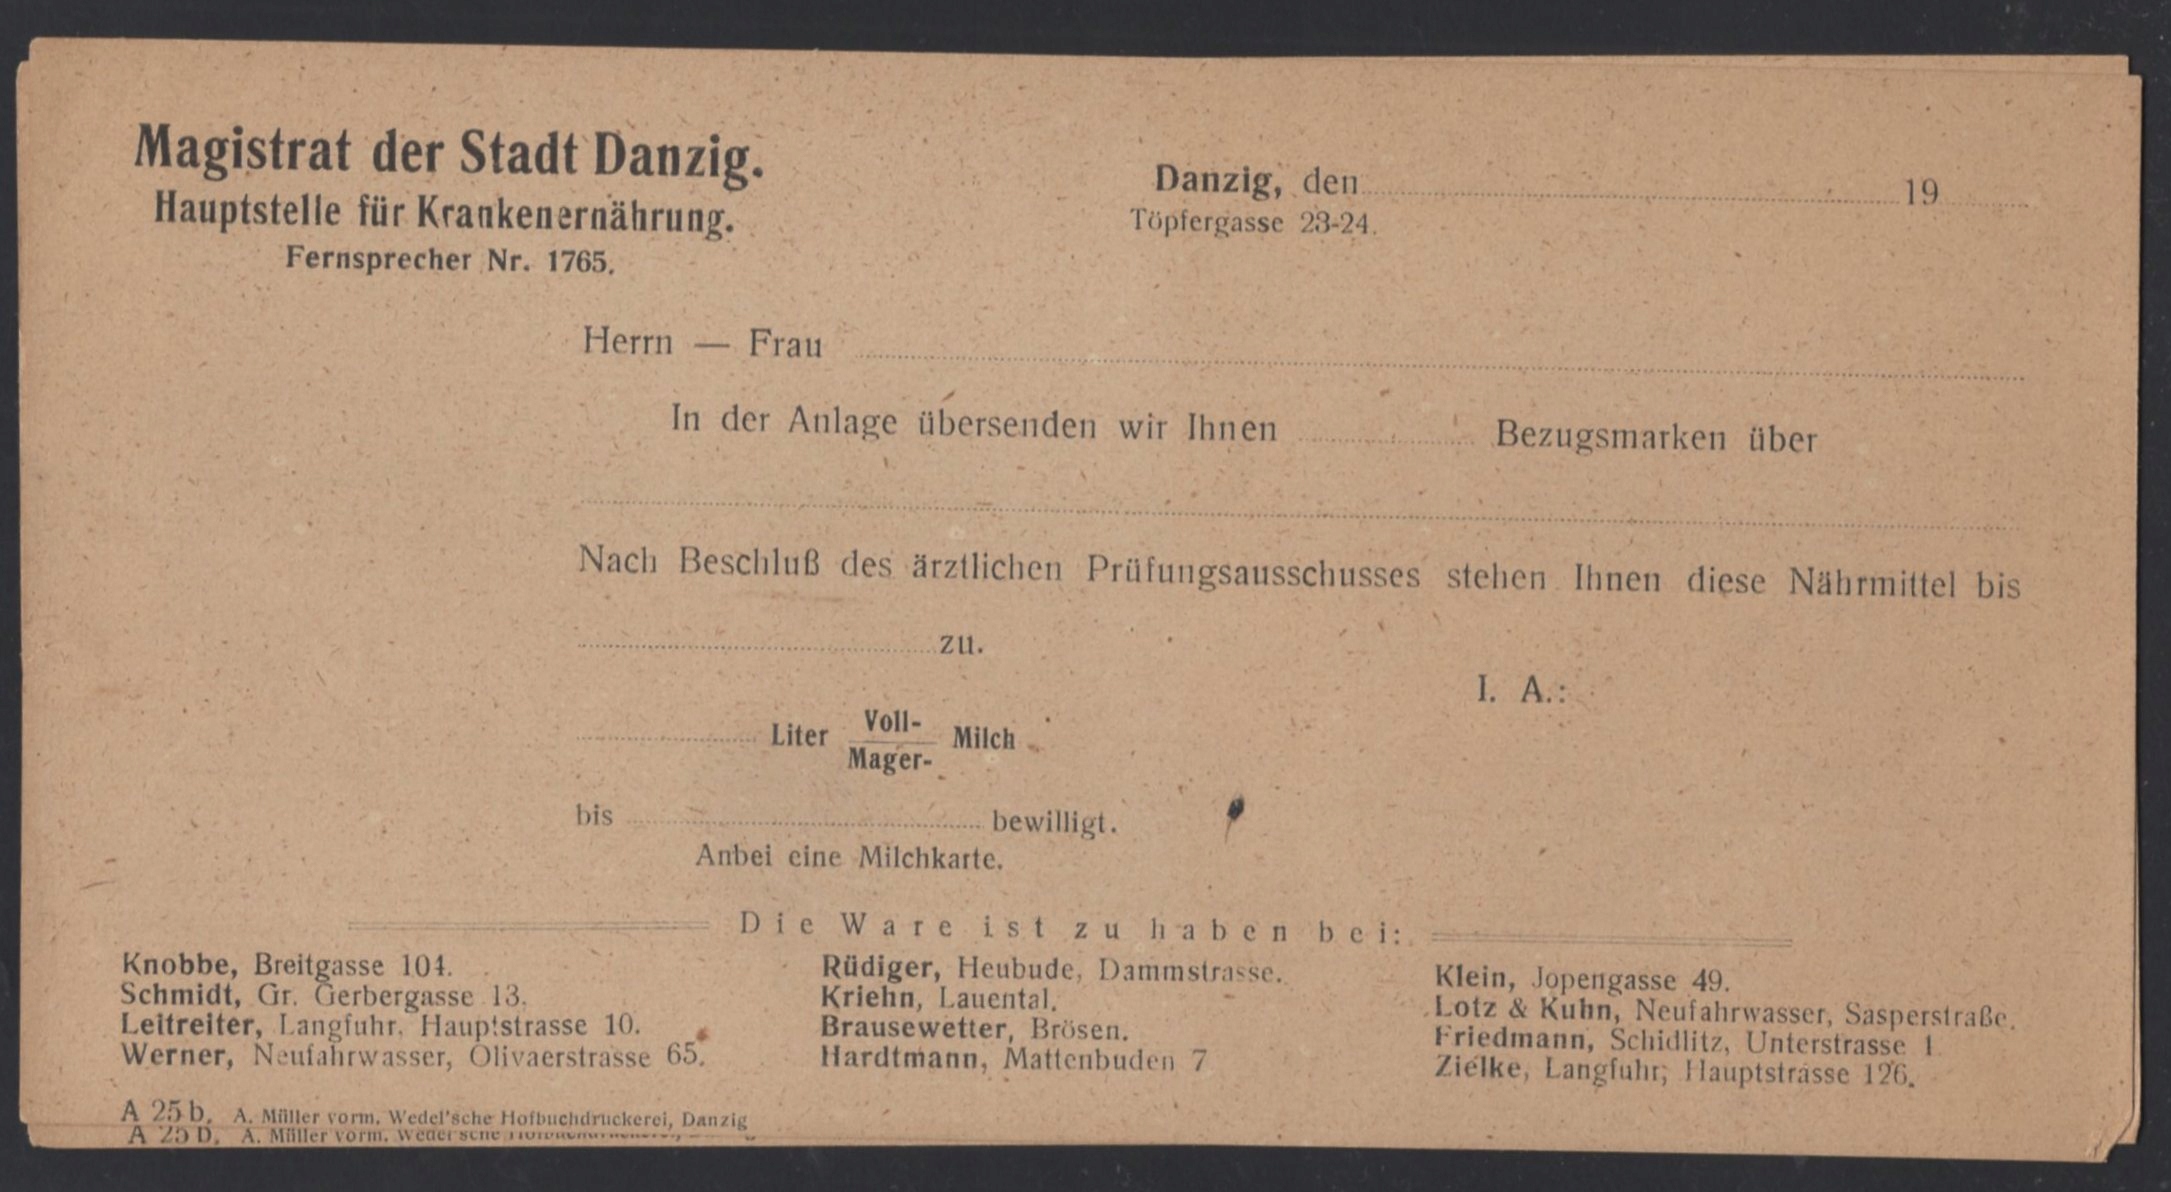 Magistrat der Stadt Danzig.
Hauptstelle für Krankenernährung.
Fernsprecher Nr. 1765.
Danzig, den 19
Töpfergasse 23-24.
Herrn — Frau
In der Anlage übersenden wir Ihnen Bezugsmarken über
Nach Beschluß des ärztlichen Prüfungsausschusses stehen Ihnen diese Nährmittel bis
zu.
I. A.:
Liter Voll- Milch
Mager-
bis bewilligt.
Anbei eine Milchkarte.
Die Ware ist zu haben bei:
Knobbe, Breitgasse 104.
Schmidt, Gr. Gerbergasse 13.
Leitreiter, Langfuhr, Hauptstrasse 10.
Werner, Neufahrwasser, Olivaerstrasse 65.
Rüdiger, Heubude, Dammstrasse.
Kriehn, Lauental.
Brausewetter, Brösen.
Hardtmann, Mattenbuden 7
Klein, Jopengasse 49.
Lotz & Kuhn, Neufahrwasser, Sasperstraße.
Friedmann, Schidlitz, Unterstrasse 1
Zielke, Langfuhr, Hauptstrasse 126.
A 25 b. A. Müller vorm. Wedel'sche Hofbuchdruckerei, Danzig
A 25 b. A. Müller vorm. Wedel'sche